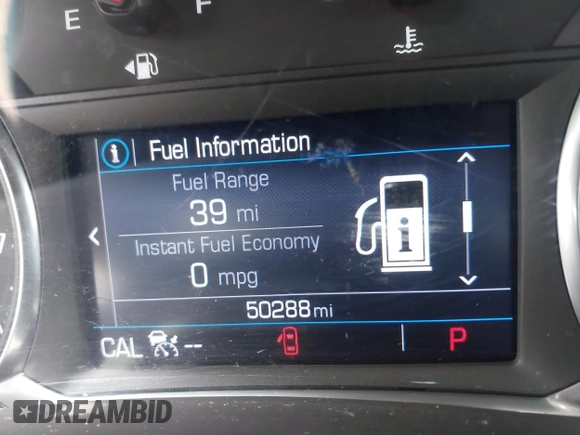 E
F
Fuel Information
Fuel Range
39 mi
Instant Fuel Economy
0 mpg
50288 mi
CAL --
P
DREAMBID